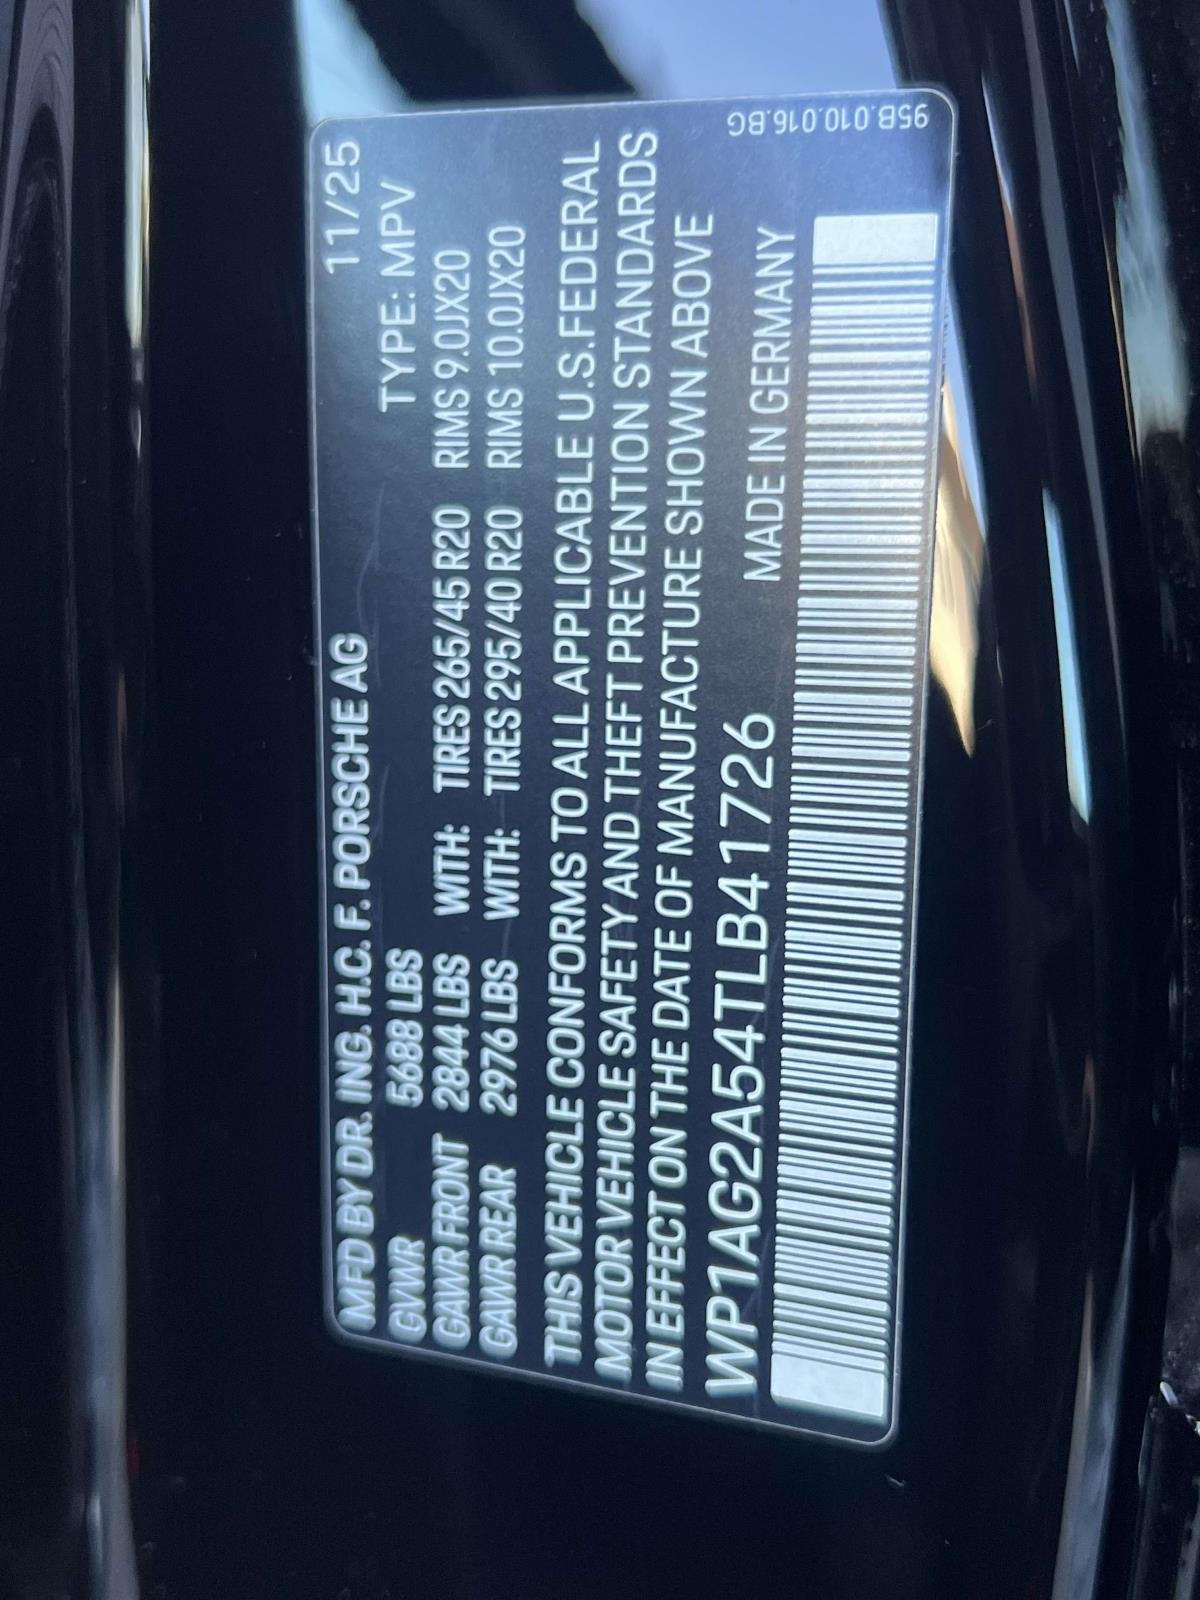 MFD BY DR. ING. H.C. F. PORSCHE AG 11/25
GVWR 5688 LBS TYPE: MPV
GAWR FRONT 2844 LBS WITH: TIRES 265/45 R20 RIMS 9.0JX20
GAWR REAR 2976 LBS WITH: TIRES 295/40 R20 RIMS 10.0JX20
THIS VEHICLE CONFORMS TO ALL APPLICABLE U.S.FEDERAL
MOTOR VEHICLE SAFETY AND THEFT PREVENTION STANDARDS
IN EFFECT ON THE DATE OF MANUFACTURE SHOWN ABOVE
WP1AG2A54TLB41726 MADE IN GERMANY
95B.010.016.BG